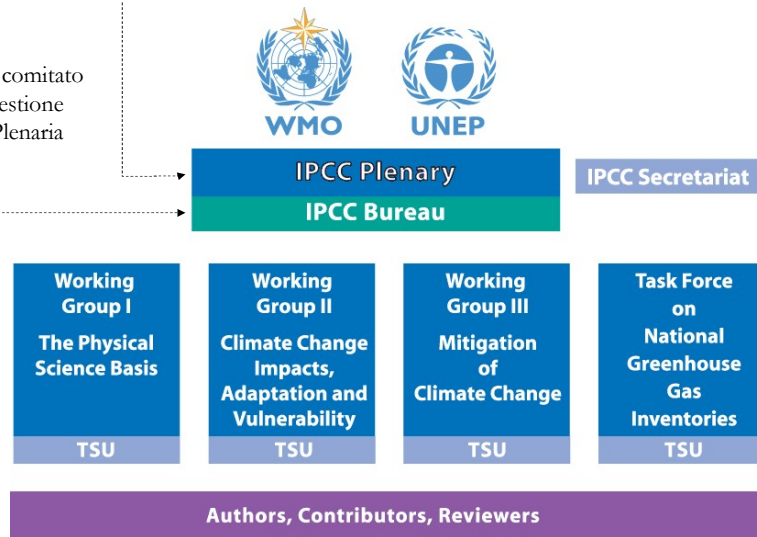 comitato
estione
Plenaria
WMO
UNEP
IPCC Plenary
IPCC Bureau
IPCC Secretariat
Working
Group I
The Physical
Science Basis
TSU
Working
Group II
Climate Change
Impacts,
Adaptation and
Vulnerability
TSU
Working
Group III
Mitigation
of
Climate Change
TSU
Task Force
on
National
Greenhouse
Gas
Inventories
TSU
Authors, Contributors, Reviewers